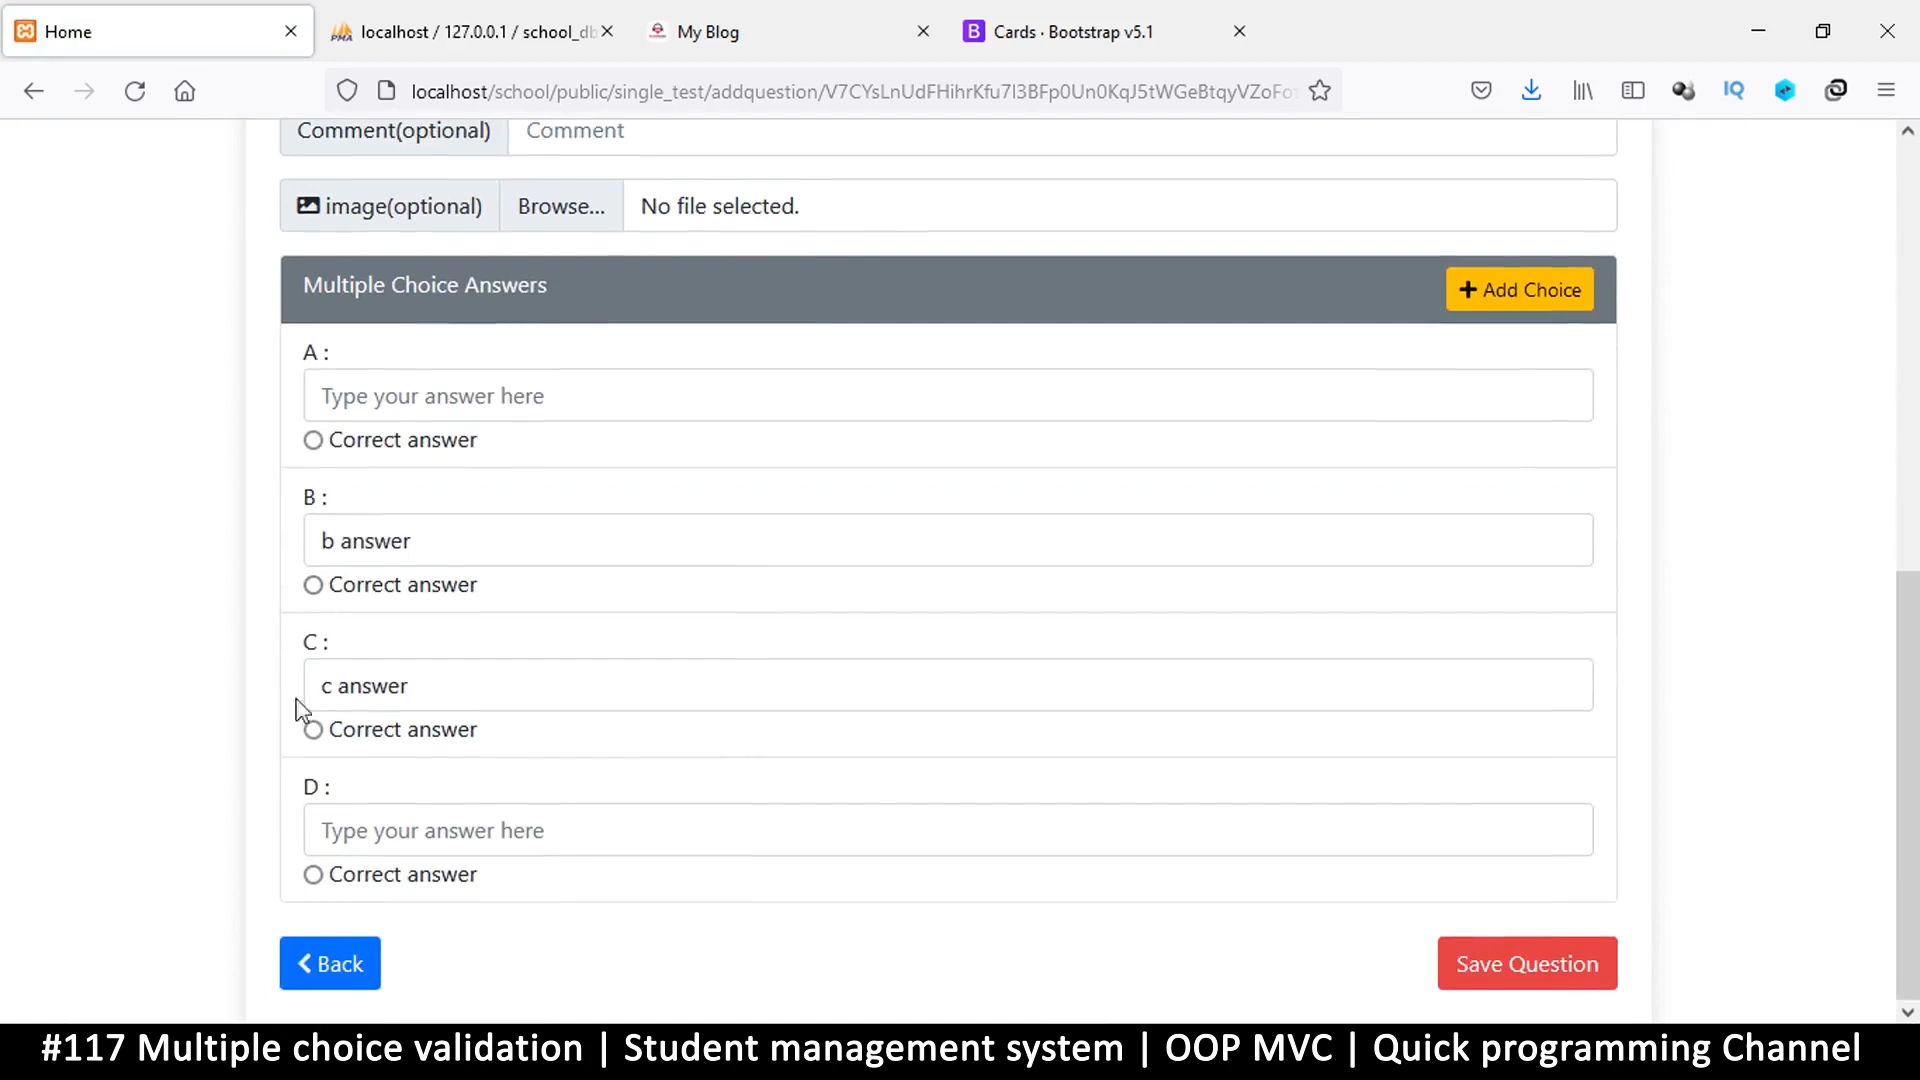 Home
localhost / 127.0.0.1 / school_db
My Blog
Cards · Bootstrap v5.1
localhost/school/public/single_test/addquestion/
Comment(optional)
Comment
image(optional)
Browse...
No file selected.
Multiple Choice Answers
Add Choice
A :
Type your answer here
Correct answer
B :
b answer
Correct answer
C :
c answer
Correct answer
D :
Type your answer here
Correct answer
Back
Save Question
#117 Multiple choice validation | Student management system | OOP MVC | Quick programming Channel